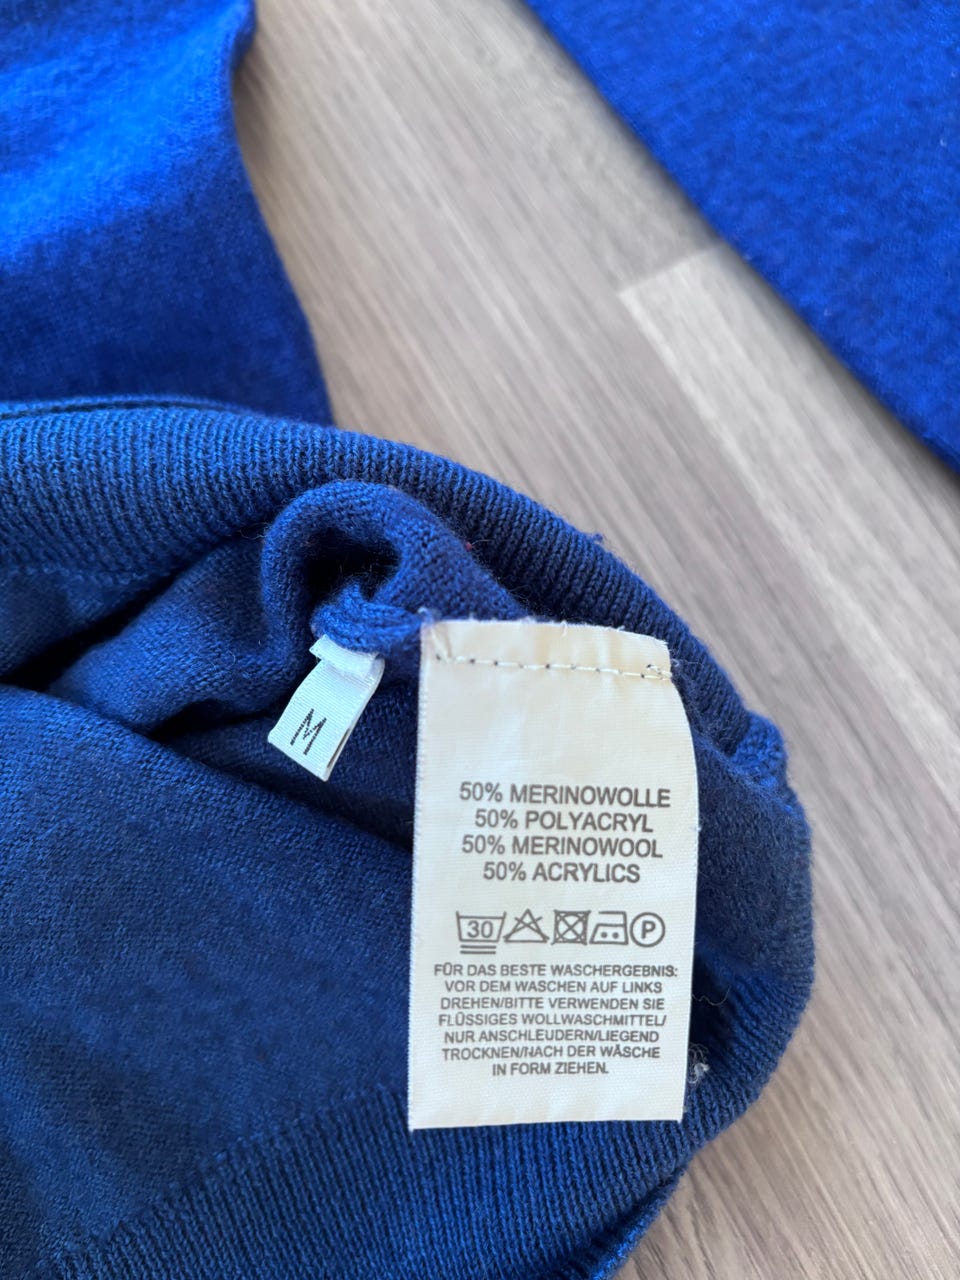 M
50% MERINOWOLLE
50% POLYACRYL
50% MERINOWOOL
50% ACRYLICS
30 P
FÜR DAS BESTE WASCHERGEBNIS:
VOR DEM WASCHEN AUF LINKS
DREHEN/BITTE VERWENDEN SIE
FLÜSSIGES WOLLWASCHMITTEL/
NUR ANSCHLEUDERN/LIEGEND
TROCKNEN/NACH DER WÄSCHE
IN FORM ZIEHEN.